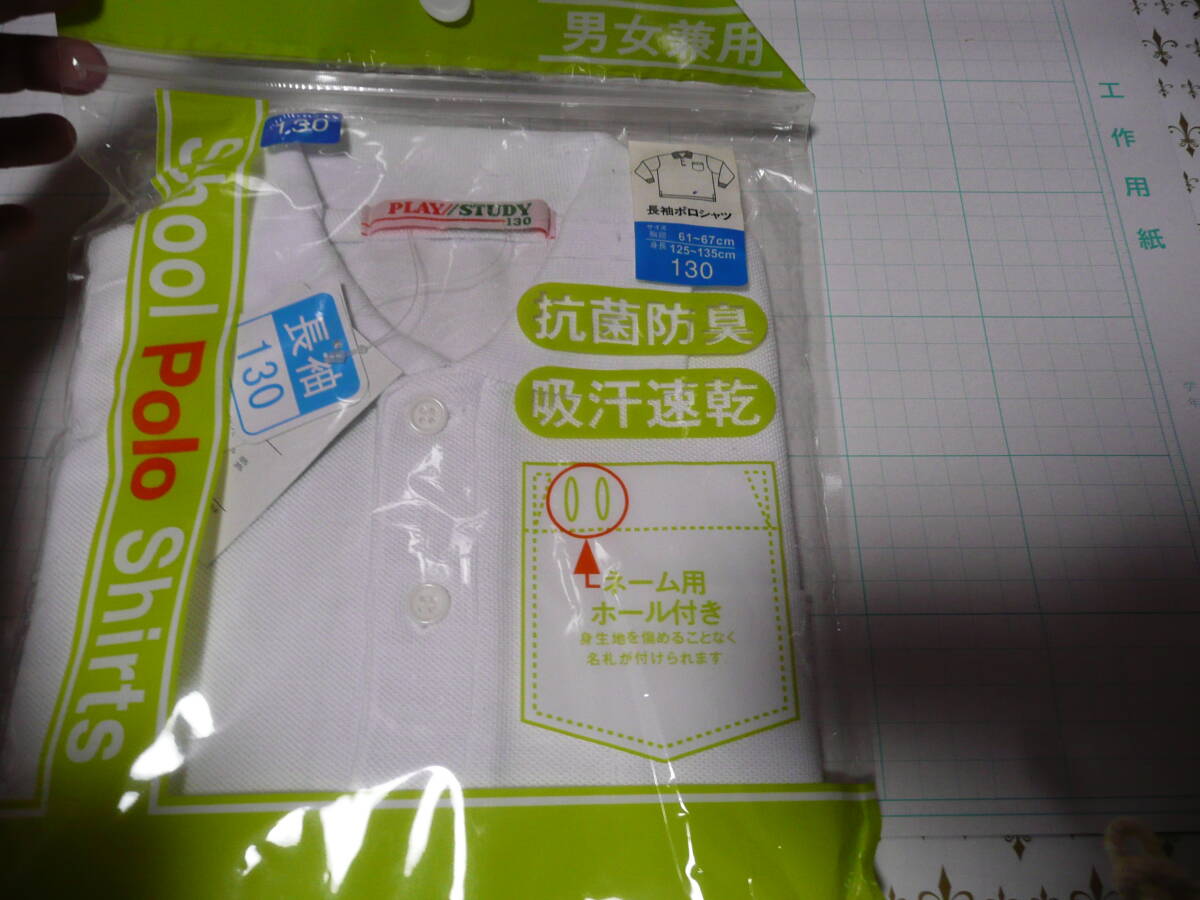 男女兼用
School Polo Shirts
130
PLAY//STUDY
130
長袖ポロシャツ
サイズ
胸囲 61~67cm
身長 125~135cm
130
長袖
130
抗菌防臭
吸汗速乾
ネーム用
ホール付き
身生地を傷めることなく
名札が付けられます
工作用紙